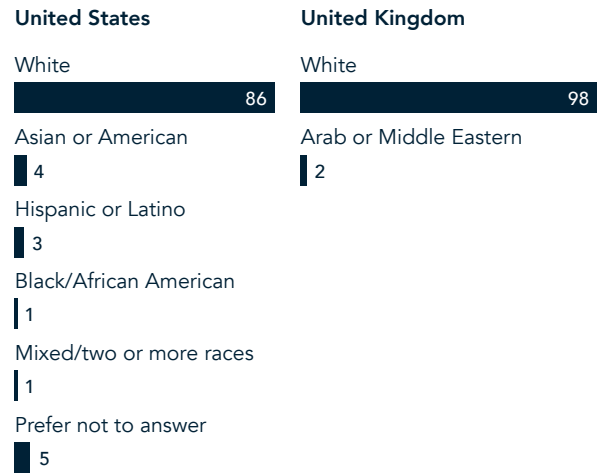 United States
White
86
Asian or American
4
Hispanic or Latino
3
Black/African American
1
Mixed/two or more races
1
Prefer not to answer
5
United Kingdom
White
98
Arab or Middle Eastern
2